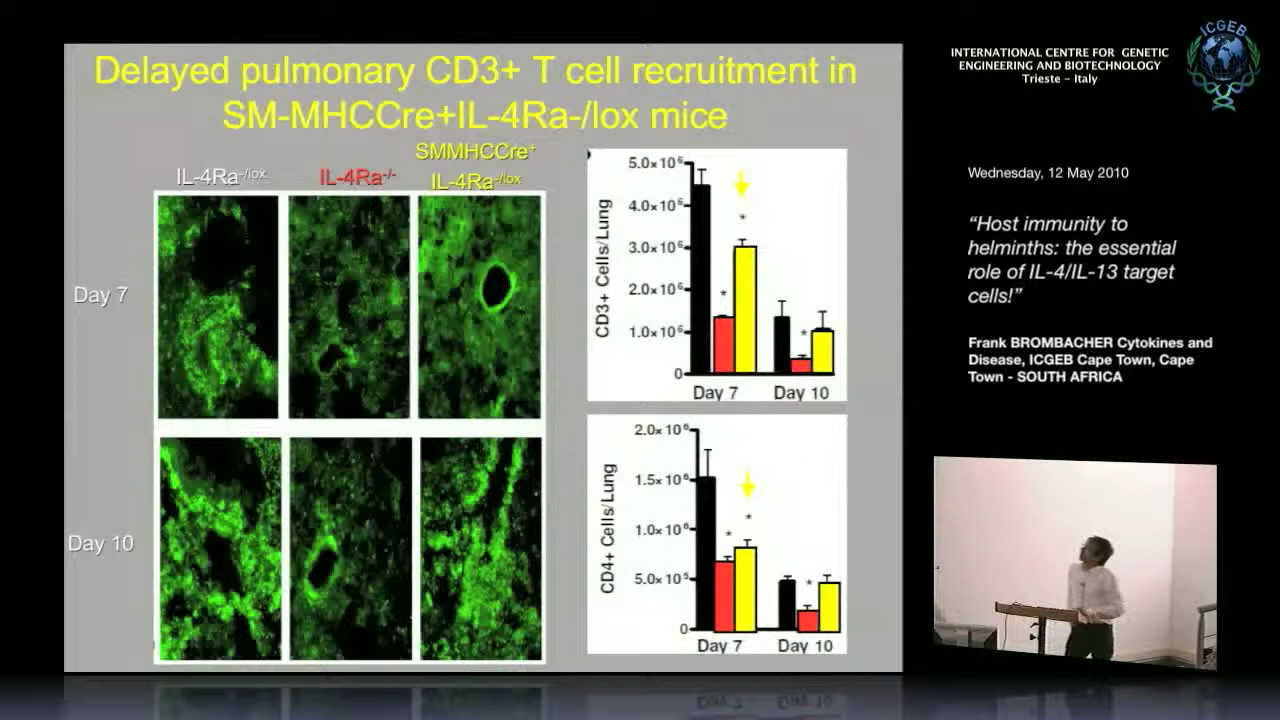 Delayed pulmonary CD3+ T cell recruitment in
SM-MHCCre+IL-4Ra-/lox mice
IL-4Ra-/lox
IL-4Ra-/-
SMMHCCre+
IL-4Ra-/lox
Day 7
Day 10
CD3+ Cells/Lung
5.0×10⁶
4.0×10⁶
3.0×10⁶
2.0×10⁶
1.0×10⁶
0
*
*
*
Day 7
Day 10
CD4+ Cells/Lung
2.0×10⁶
1.5×10⁶
1.0×10⁶
5.0×10⁵
0
*
*
*
Day 7
Day 10
ICGEB
INTERNATIONAL CENTRE FOR GENETIC
ENGINEERING AND BIOTECHNOLOGY
Trieste – Italy
Wednesday, 12 May 2010
“Host immunity to
helminths: the essential
role of IL-4/IL-13 target
cells!”
Frank BROMBACHER Cytokines and
Disease, ICGEB Cape Town, Cape
Town - SOUTH AFRICA